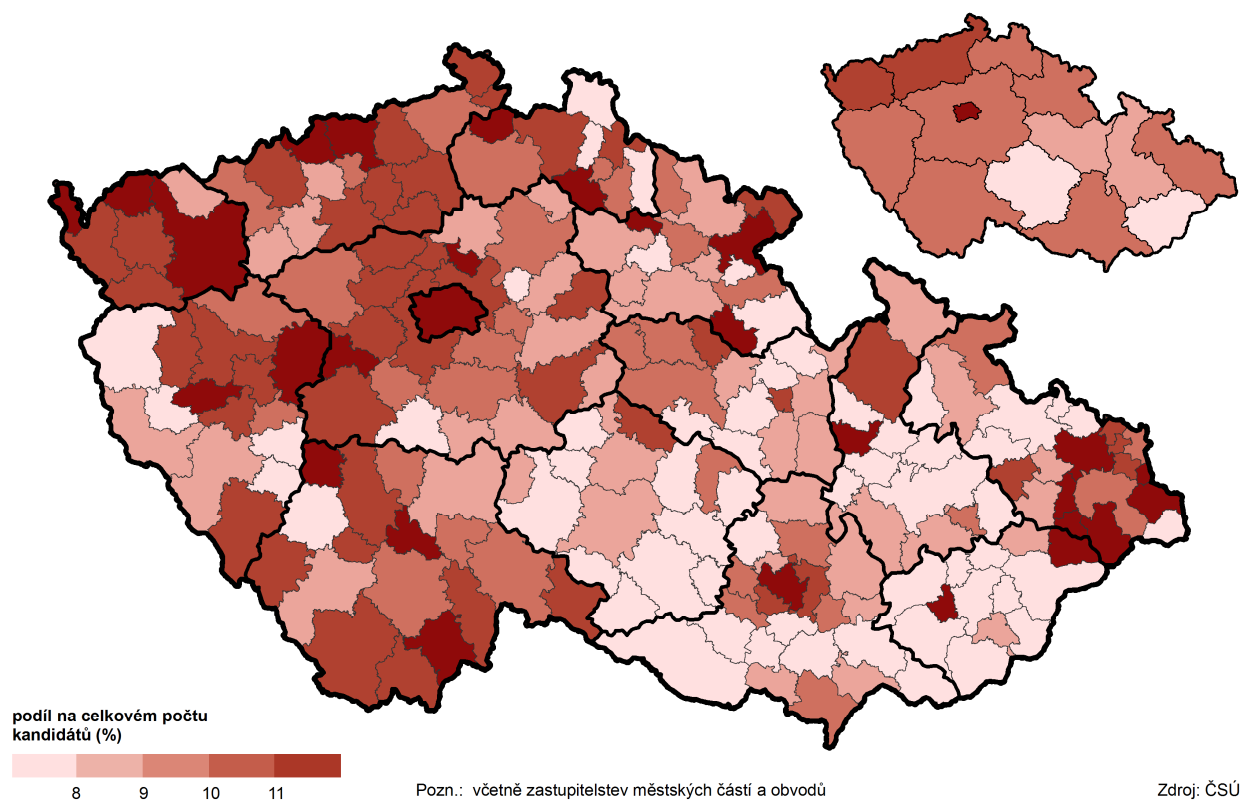 podíl na celkovém počtu
kandidátů (%)
8 9 10 11
Pozn.: včetně zastupitelstev městských částí a obvodů
Zdroj: ČSÚ